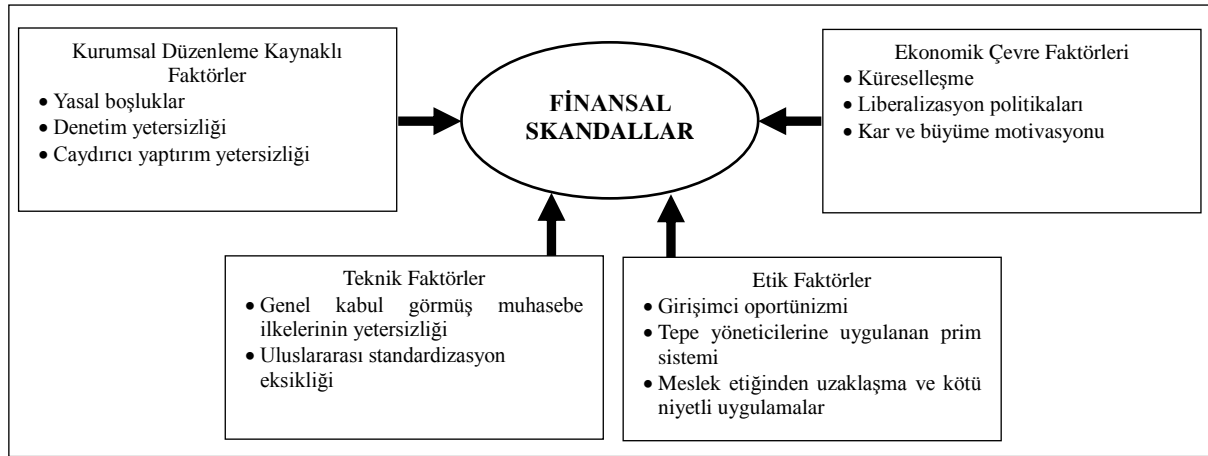 Kurumsal Düzenleme Kaynaklı
Faktörler
• Yasal boşluklar
• Denetim yetersizliği
• Caydırıcı yaptırım yetersizliği
FİNANSAL
SKANDALLAR
Ekonomik Çevre Faktörleri
• Küreselleşme
• Liberalizasyon politikaları
• Kar ve büyüme motivasyonu
Teknik Faktörler
• Genel kabul görmüş muhasebe
ilkelerinin yetersizliği
• Uluslararası standardizasyon
eksikliği
Etik Faktörler
• Girişimci oportünizmi
• Tepe yöneticilerine uygulanan prim
sistemi
• Meslek etiğinden uzaklaşma ve kötü
niyetli uygulamalar